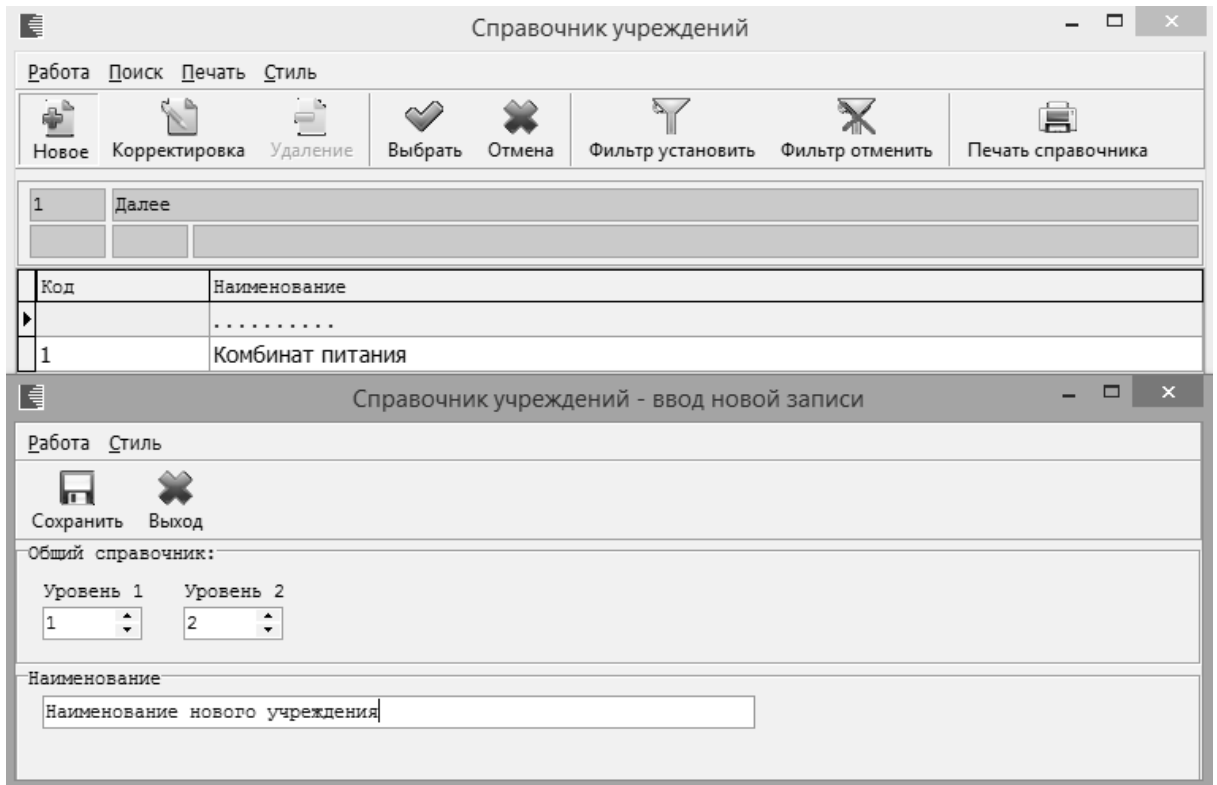 Справочник учреждений
Работа Поиск Печать Стиль
Новое Корректировка Удаление Выбрать Отмена Фильтр установить Фильтр отменить Печать справочника
1 Далее
Код Наименование
..........
1 Комбинат питания
Справочник учреждений - ввод новой записи
Работа Стиль
Сохранить Выход
Общий справочник:
Уровень 1 Уровень 2
1 2
Наименование
Наименование нового учреждения